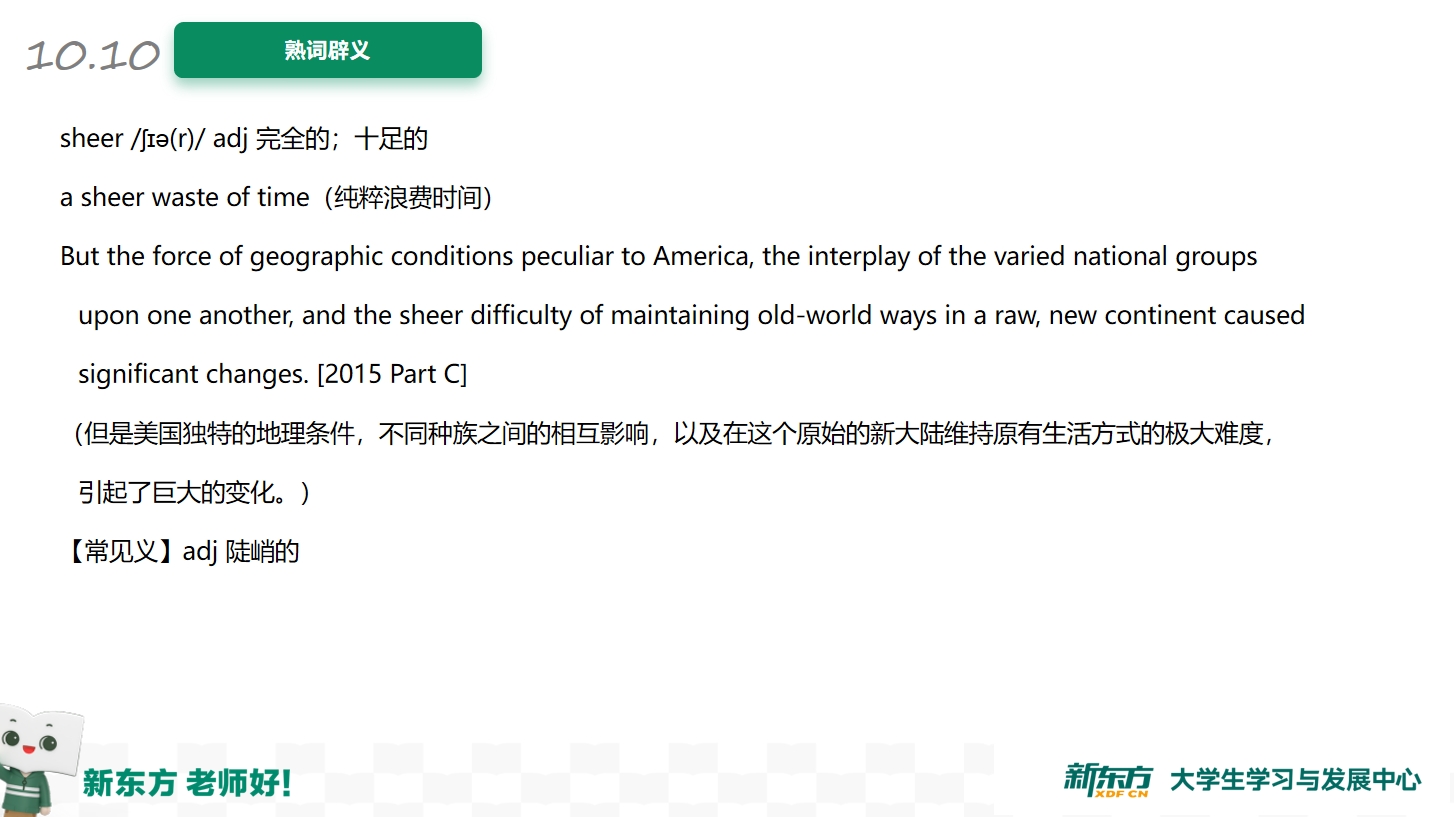 10.10
熟词辟义
sheer /ʃɪə(r)/ adj 完全的；十足的
a sheer waste of time（纯粹浪费时间）
But the force of geographic conditions peculiar to America, the interplay of the varied national groups
upon one another, and the sheer difficulty of maintaining old-world ways in a raw, new continent caused
significant changes. [2015 Part C]
（但是美国独特的地理条件，不同种族之间的相互影响，以及在这个原始的新大陆维持原有生活方式的极大难度，
引起了巨大的变化。）
【常见义】adj 陡峭的
新东方 老师好!
新东方 XDF.CN 大学生学习与发展中心